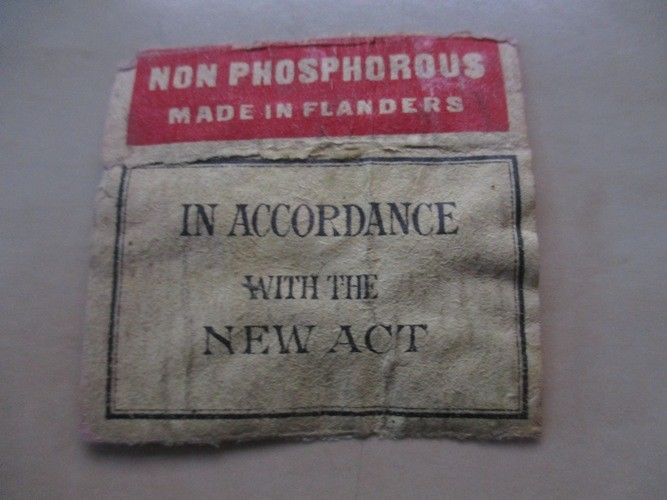 NON PHOSPHOROUS
MADE IN FLANDERS
IN ACCORDANCE
WITH THE
NEW ACT